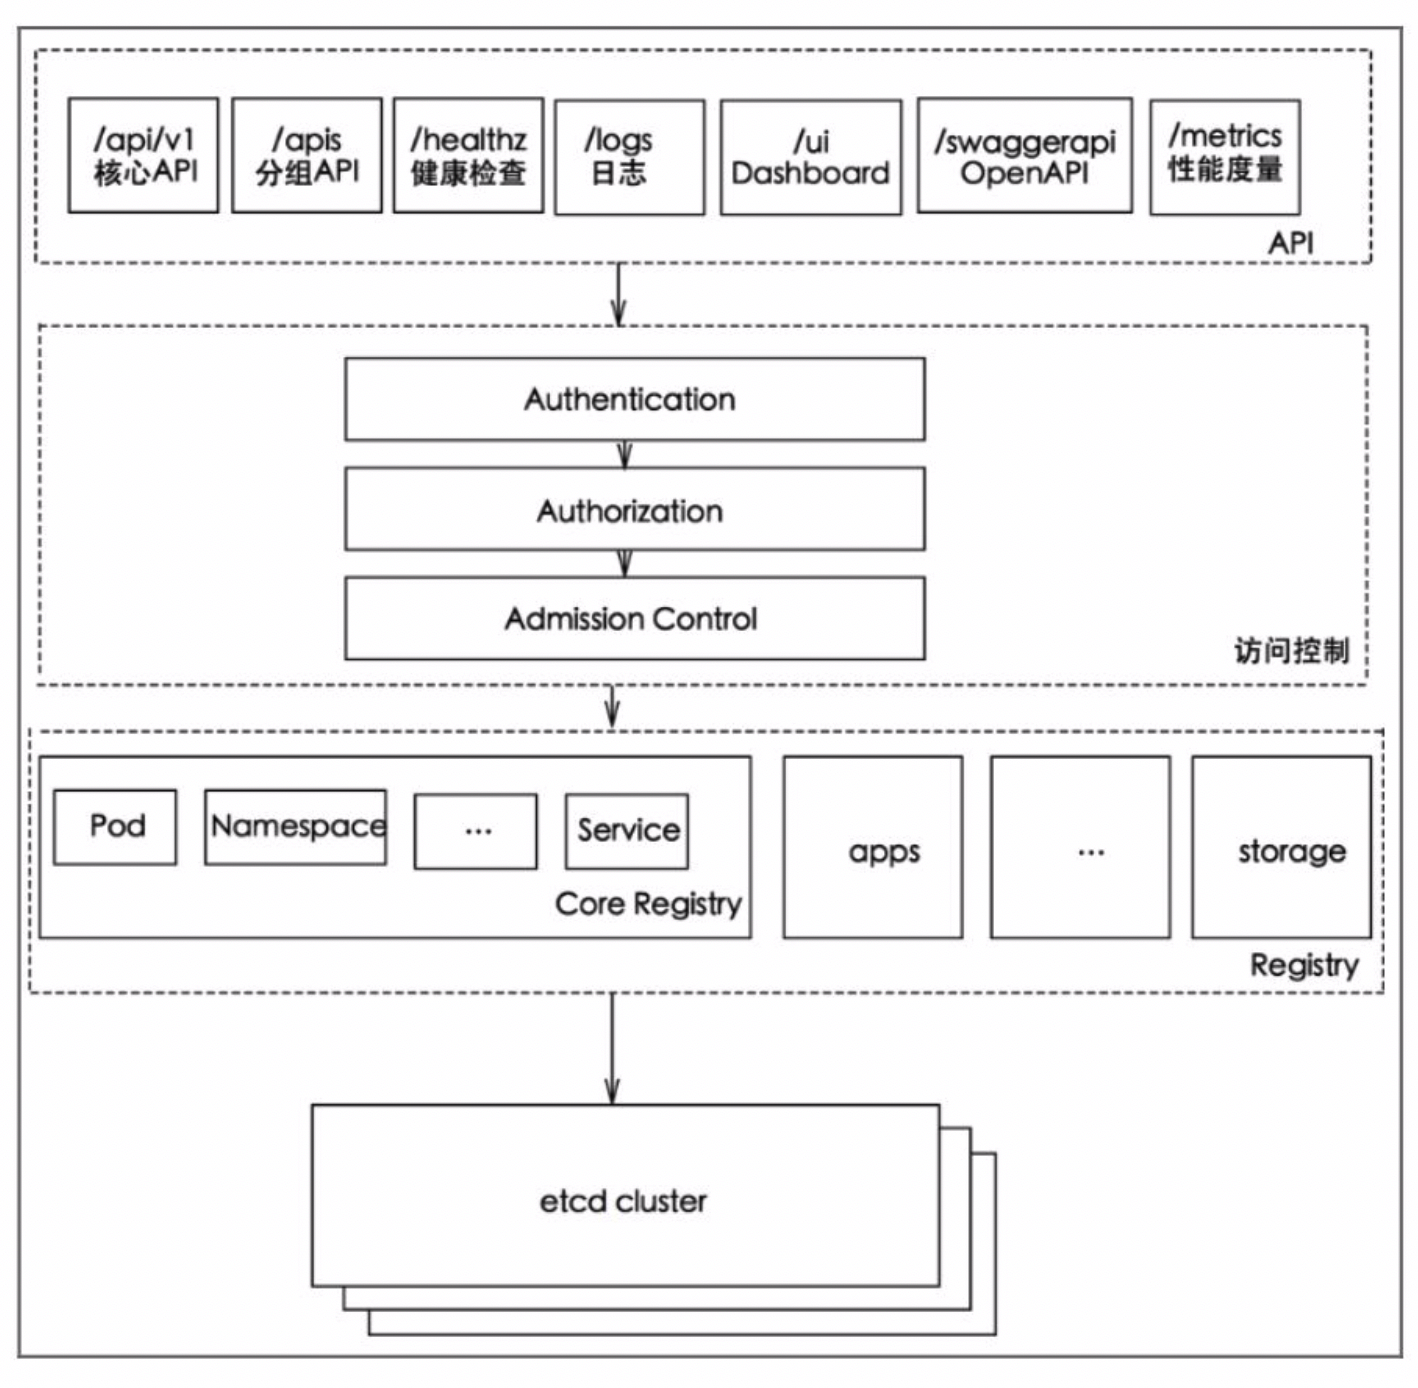 /api/v1
核心API
/apis
分组API
/healthz
健康检查
/logs
日志
/ui
Dashboard
/swaggerapi
OpenAPI
/metrics
性能度量
API
Authentication
Authorization
Admission Control
访问控制
Pod
Namespace
...
Service
Core Registry
apps
...
storage
Registry
etcd cluster